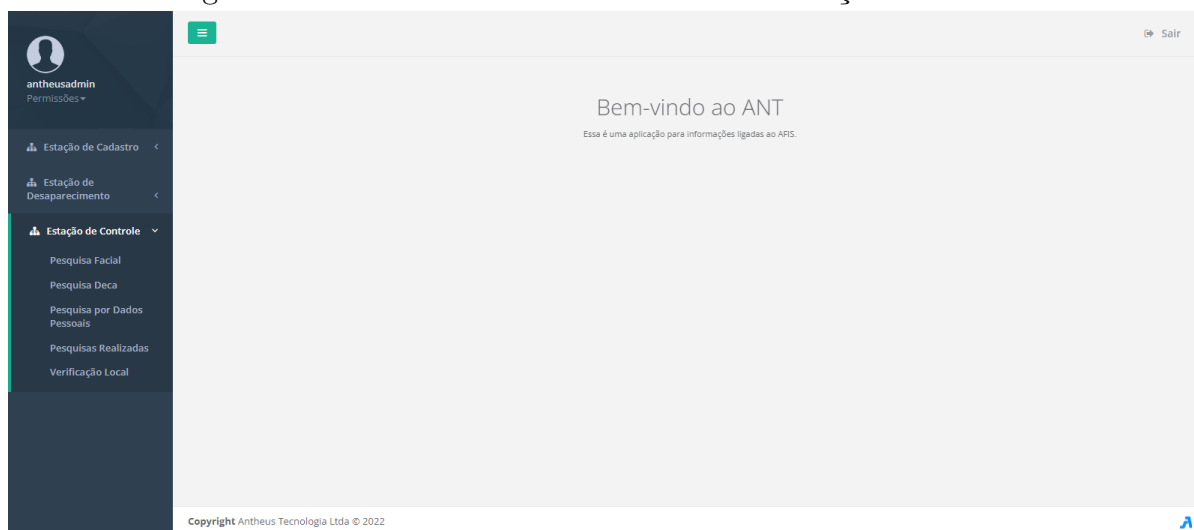 Sair
antheusadmin
Permissões
Bem-vindo ao ANT
Essa é uma aplicação para informações ligadas ao AFIS.
Estação de Cadastro
Estação de
Desaparecimento
Estação de Controle
Pesquisa Facial
Pesquisa Deca
Pesquisa por Dados
Pessoais
Pesquisas Realizadas
Verificação Local
Copyright Antheus Tecnologia Ltda © 2022